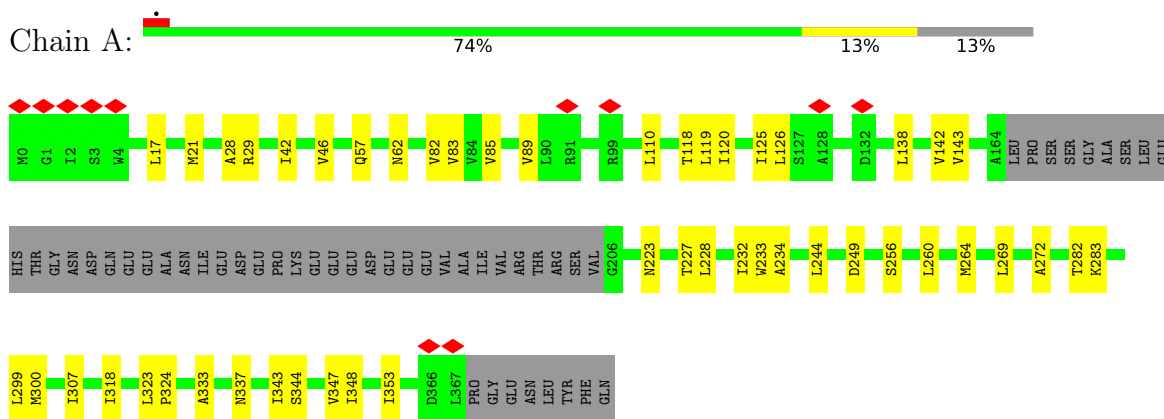 Chain A:
74% 13% 13%
M0 G1 I2 S3 W4 L17 M21 A28 R29 I42 V46 Q57 N62 V82 V83 V84 V85 V89 L90 R91 R99 L110 T118 L119 I120 I125 L126 S127 A128 D132 L138 V142 V143 A164 LEU PRO SER SER GLY ALA SER LEU GLU
HIS THR GLY ASN ASP GLN GLU GLU ALA ASN ILE GLU ASP GLU PRO LYS GLU GLU GLU ASP GLU GLU GLU VAL ALA ILE VAL ARG THR ARG SER VAL G206 N223 T227 L228 I232 W233 A234 L244 D249 S256 L260 M264 L269 A272 T282 K283
L299 M300 I307 I318 L323 P324 A333 N337 I343 S344 V347 I348 I353 D366 L367 PRO GLY GLU ASN LEU TYR PHE GLN